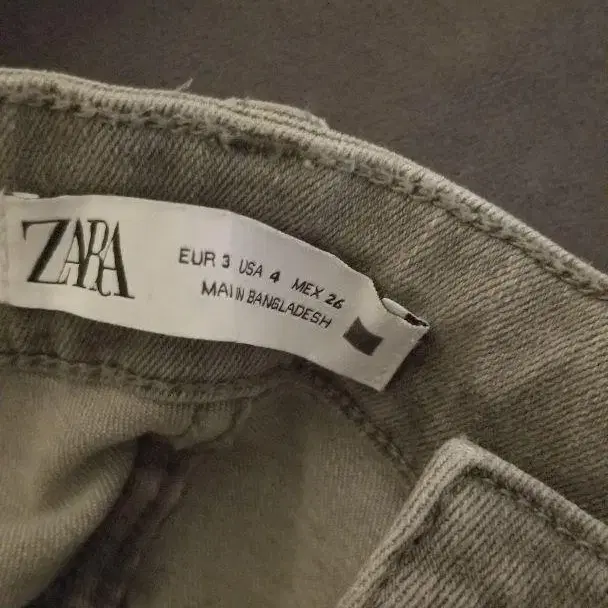 ZARA
EUR 3 USA 4 MEX 26
MAI IN BANGLADESH